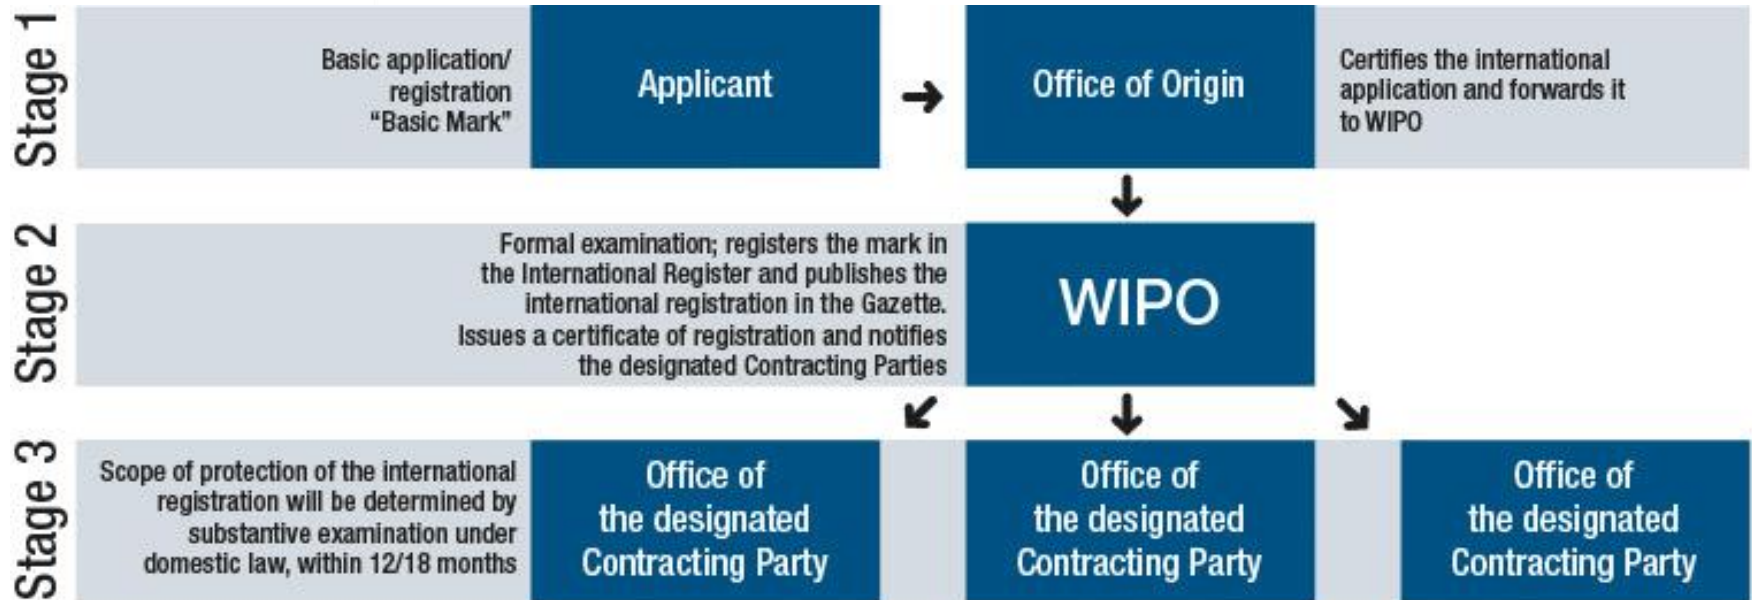 Stage 1
Basic application/
registration
“Basic Mark”
Applicant
Office of Origin
Certifies the international
application and forwards it
to WIPO
Stage 2
Formal examination; registers the mark in
the International Register and publishes the
international registration in the Gazette.
Issues a certificate of registration and notifies
the designated Contracting Parties
WIPO
Stage 3
Scope of protection of the international
registration will be determined by
substantive examination under
domestic law, within 12/18 months
Office of
the designated
Contracting Party
Office of
the designated
Contracting Party
Office of
the designated
Contracting Party